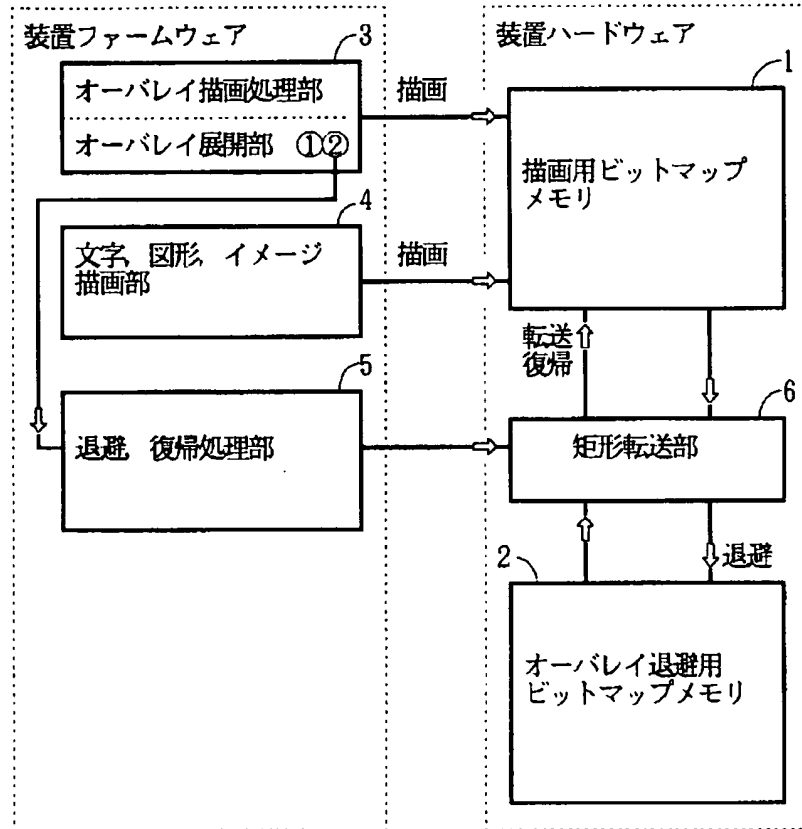 装置ファームウェア
3
オーバレイ描画処理部
オーバレイ展開部 ①②
4
文字, 図形, イメージ
描画部
5
退避, 復帰処理部
描画
描画
装置ハードウェア
1
描画用ビットマップ
メモリ
転送
復帰
6
矩形転送部
退避
2
オーバレイ退避用
ビットマップメモリ